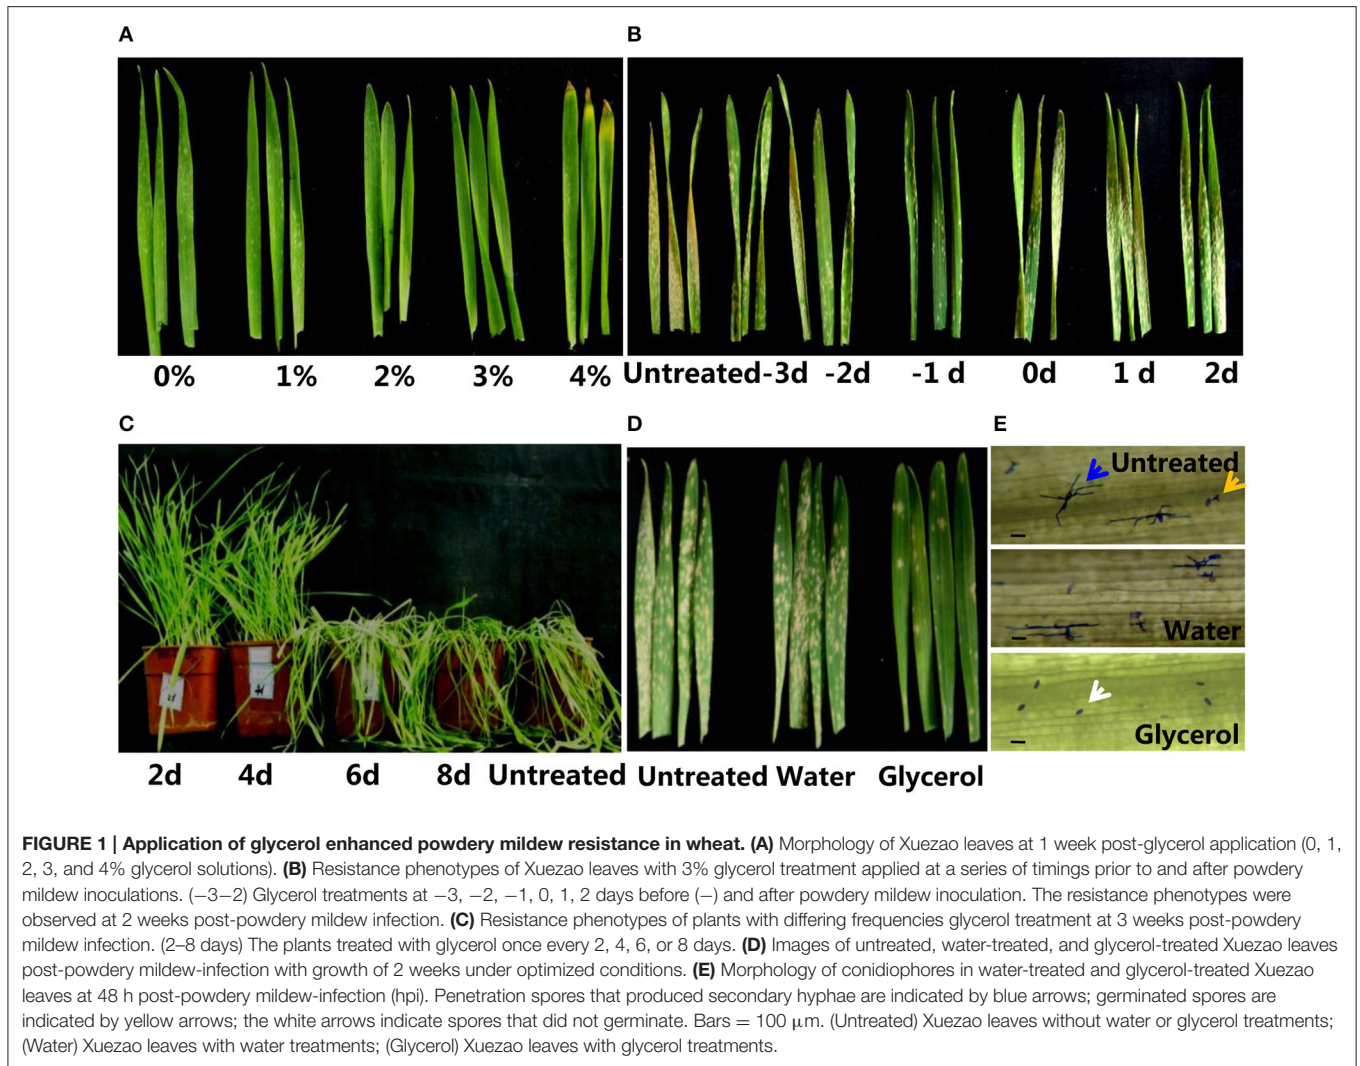 A
B
0%
1%
2%
3%
4%
Untreated
-3d
-2d
-1 d
0d
1 d
2d
C
D
E
2d
4d
6d
8d
Untreated
Untreated
Water
Glycerol
Untreated
Water
Glycerol
FIGURE 1 | Application of glycerol enhanced powdery mildew resistance in wheat. (A) Morphology of Xuezao leaves at 1 week post-glycerol application (0, 1,
2, 3, and 4% glycerol solutions). (B) Resistance phenotypes of Xuezao leaves with 3% glycerol treatment applied at a series of timings prior to and after powdery
mildew inoculations. (−3–2) Glycerol treatments at −3, −2, −1, 0, 1, 2 days before (−) and after powdery mildew inoculation. The resistance phenotypes were
observed at 2 weeks post-powdery mildew infection. (C) Resistance phenotypes of plants with differing frequencies glycerol treatment at 3 weeks post-powdery
mildew infection. (2–8 days) The plants treated with glycerol once every 2, 4, 6, or 8 days. (D) Images of untreated, water-treated, and glycerol-treated Xuezao leaves
post-powdery mildew-infection with growth of 2 weeks under optimized conditions. (E) Morphology of conidiophores in water-treated and glycerol-treated Xuezao
leaves at 48 h post-powdery mildew-infection (hpi). Penetration spores that produced secondary hyphae are indicated by blue arrows; germinated spores are
indicated by yellow arrows; the white arrows indicate spores that did not germinate. Bars = 100 μm. (Untreated) Xuezao leaves without water or glycerol treatments;
(Water) Xuezao leaves with water treatments; (Glycerol) Xuezao leaves with glycerol treatments.